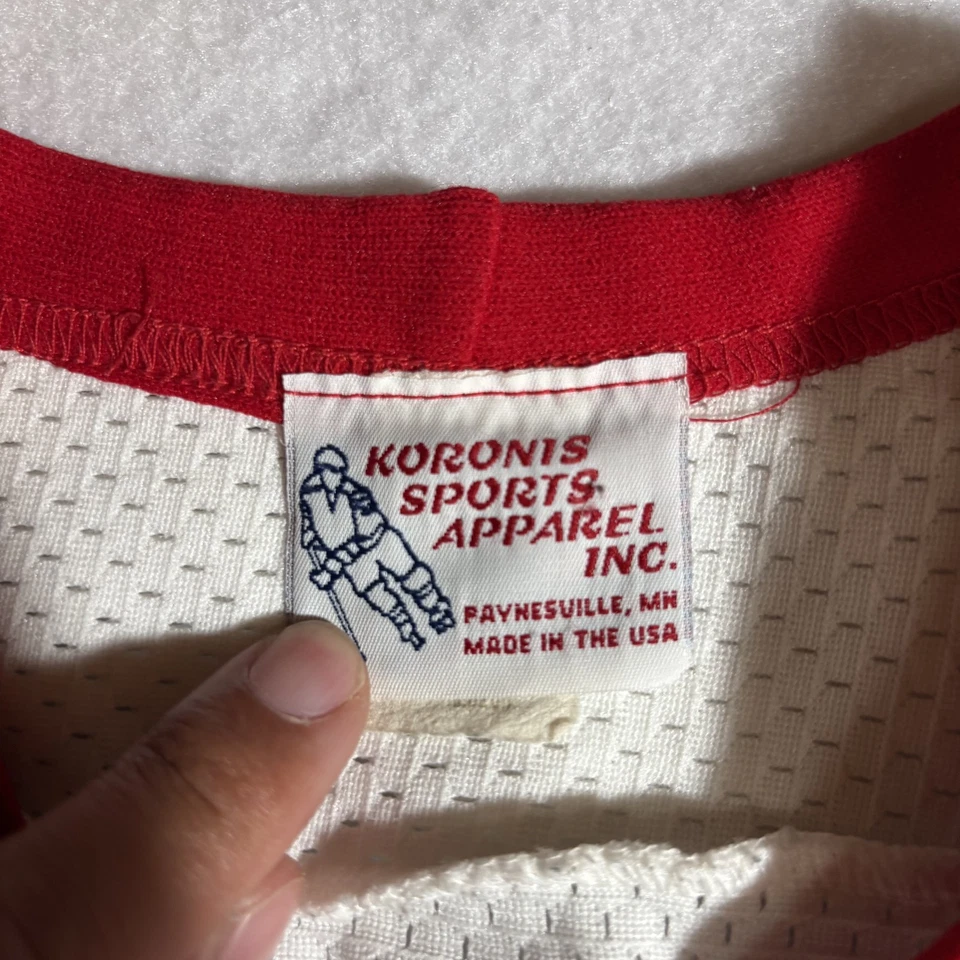 KORONIS
SPORTS
APPAREL
INC.
PAYNESVILLE, MN
MADE IN THE USA